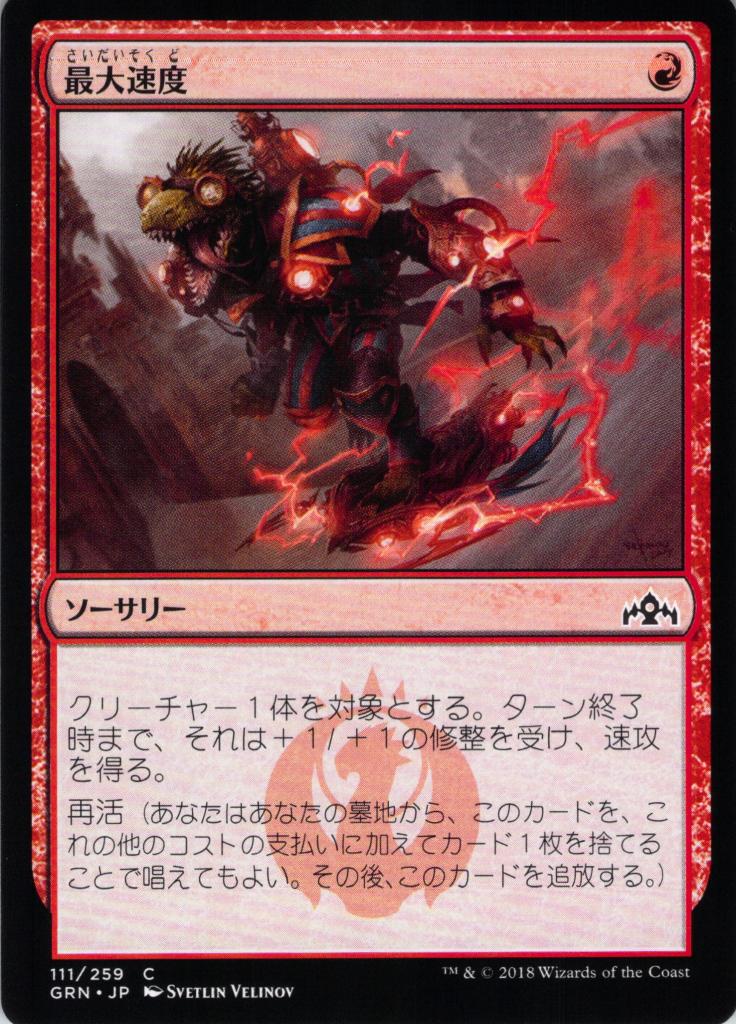 さいだいそくど
最大速度
ソーサリー
クリーチャー１体を対象とする。ターン終了
時まで、それは＋１/＋１の修整を受け、速攻
を得る。
再活（あなたはあなたの墓地から、このカードを、こ
れの他のコストの支払いに加えてカード１枚を捨てる
ことで唱えてもよい。その後、このカードを追放する。）
111/259 C
GRN • JP SVETLIN VELINOV
™ & © 2018 Wizards of the Coast